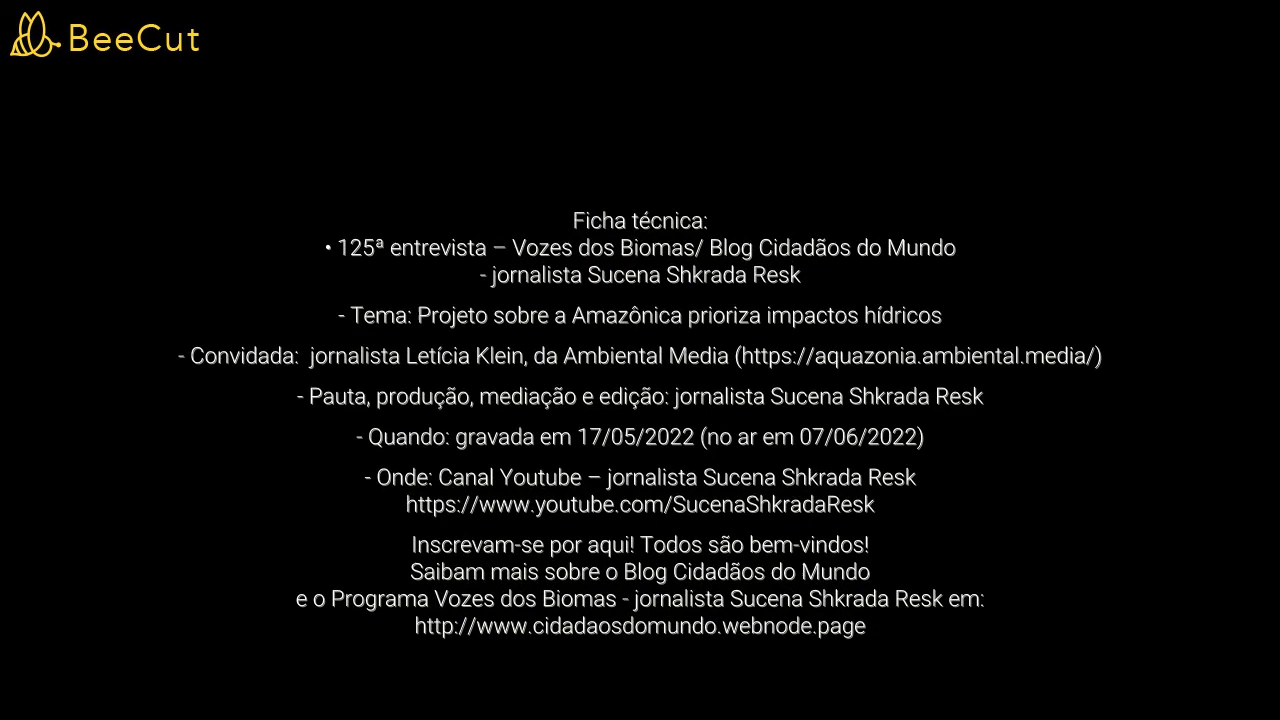 BeeCut
Ficha técnica:
• 125ª entrevista – Vozes dos Biomas/ Blog Cidadãos do Mundo
- jornalista Sucena Shkrada Resk
- Tema: Projeto sobre a Amazônica prioriza impactos hídricos
- Convidada:  jornalista Letícia Klein, da Ambiental Media (https://aquazonia.ambiental.media/)
- Pauta, produção, mediação e edição: jornalista Sucena Shkrada Resk
- Quando: gravada em 17/05/2022 (no ar em 07/06/2022)
- Onde: Canal Youtube – jornalista Sucena Shkrada Resk
https://www.youtube.com/SucenaShkradaResk
Inscrevam-se por aqui! Todos são bem-vindos!
Saibam mais sobre o Blog Cidadãos do Mundo
e o Programa Vozes dos Biomas - jornalista Sucena Shkrada Resk em:
http://www.cidadaosdomundo.webnode.page